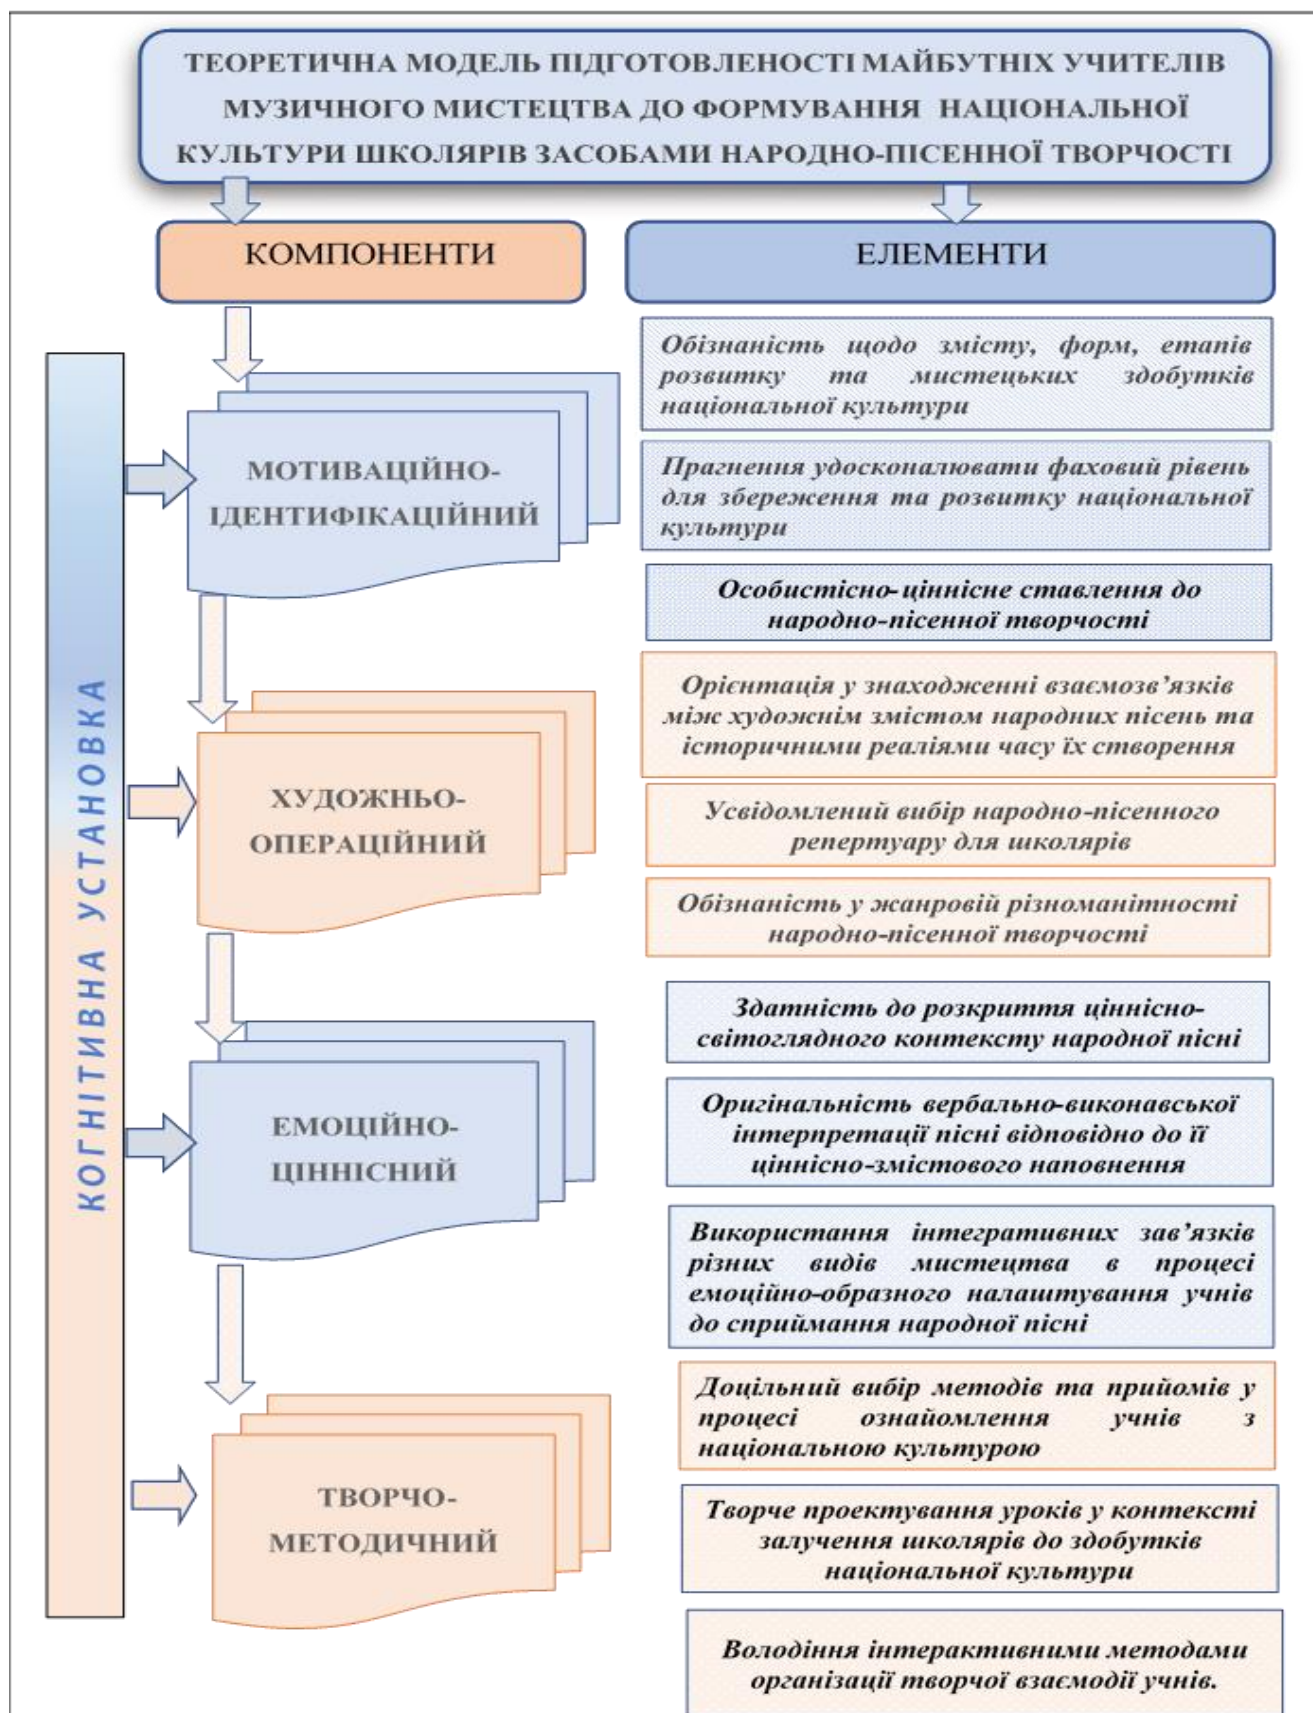 ТЕОРЕТИЧНА МОДЕЛЬ ПІДГОТОВЛЕНОСТІ МАЙБУТНІХ УЧИТЕЛІВ
МУЗИЧНОГО МИСТЕЦТВА ДО ФОРМУВАННЯ НАЦІОНАЛЬНОЇ
КУЛЬТУРИ ШКОЛЯРІВ ЗАСОБАМИ НАРОДНО-ПІСЕННОЇ ТВОРЧОСТІ
КОМПОНЕНТИ
ЕЛЕМЕНТИ
КОГНІТИВНА УСТАНОВКА
МОТИВАЦІЙНО-
ІДЕНТИФІКАЦІЙНИЙ
Обізнаність щодо змісту, форм, етапів
розвитку та мистецьких здобутків
національної культури
Прагнення удосконалювати фаховий рівень
для збереження та розвитку національної
культури
Особистісно-ціннісне ставлення до
народно-пісенної творчості
ХУДОЖНЬО-
ОПЕРАЦІЙНИЙ
Орієнтація у знаходженні взаємозв’язків
між художнім змістом народних пісень та
історичними реаліями часу їх створення
Усвідомлений вибір народно-пісенного
репертуару для школярів
Обізнаність у жанровій різноманітності
народно-пісенної творчості
ЕМОЦІЙНО-
ЦІННІСНИЙ
Здатність до розкриття ціннісно-
світоглядного контексту народної пісні
Оригінальність вербально-виконавської
інтерпретації пісні відповідно до її
ціннісно-змістового наповнення
Використання інтегративних зав’язків
різних видів мистецтва в процесі
емоційно-образного налаштування учнів
до сприймання народної пісні
ТВОРЧО-
МЕТОДИЧНИЙ
Доцільний вибір методів та прийомів у
процесі ознайомлення учнів з
національною культурою
Творче проектування уроків у контексті
залучення школярів до здобутків
національної культури
Володіння інтерактивними методами
організації творчої взаємодії учнів.